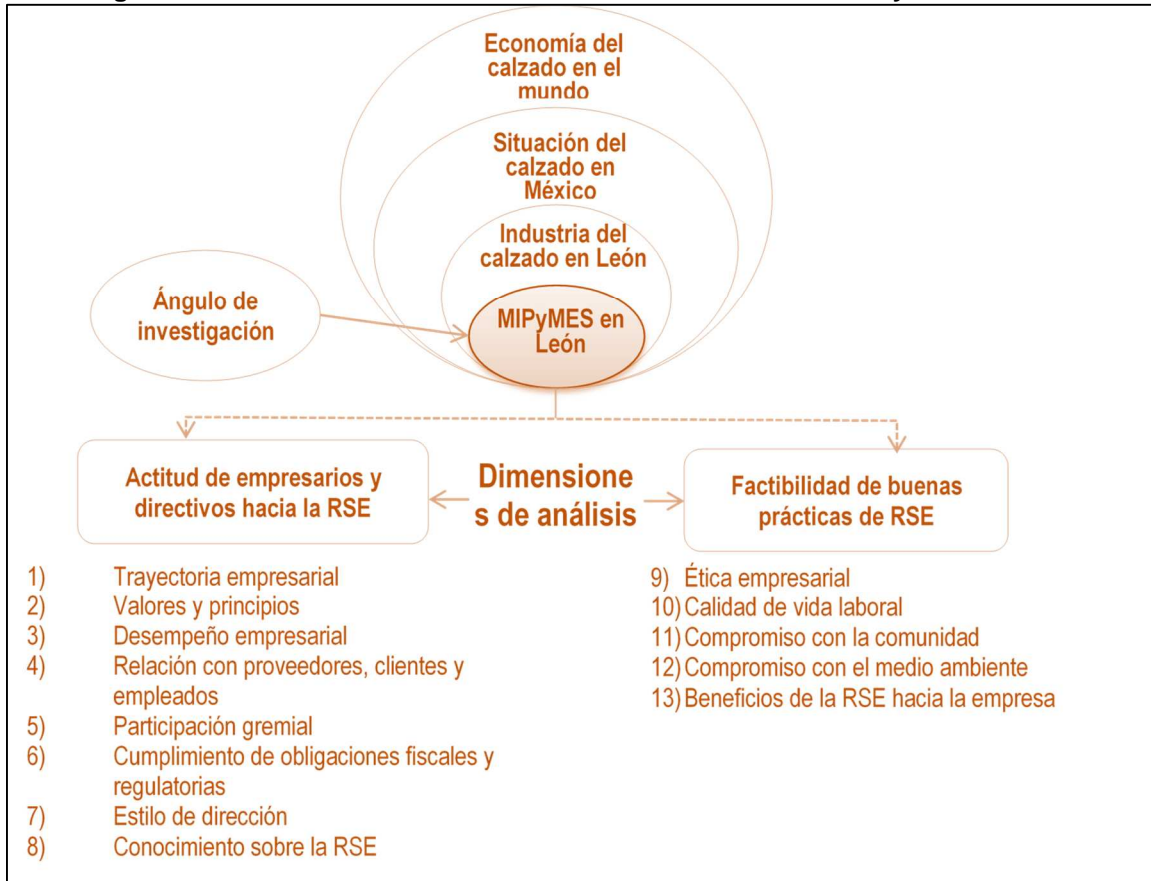 Economía del
calzado en el
mundo
Situación del
calzado en
México
Industria del
calzado en León
Ángulo de
investigación
MIPyMES en
León
Actitud de empresarios y
directivos hacia la RSE
Dimensione
s de análisis
Factibilidad de buenas
prácticas de RSE
1) Trayectoria empresarial
2) Valores y principios
3) Desempeño empresarial
4) Relación con proveedores, clientes y
empleados
5) Participación gremial
6) Cumplimiento de obligaciones fiscales y
regulatorias
7) Estilo de dirección
8) Conocimiento sobre la RSE
9) Ética empresarial
10) Calidad de vida laboral
11) Compromiso con la comunidad
12) Compromiso con el medio ambiente
13) Beneficios de la RSE hacia la empresa